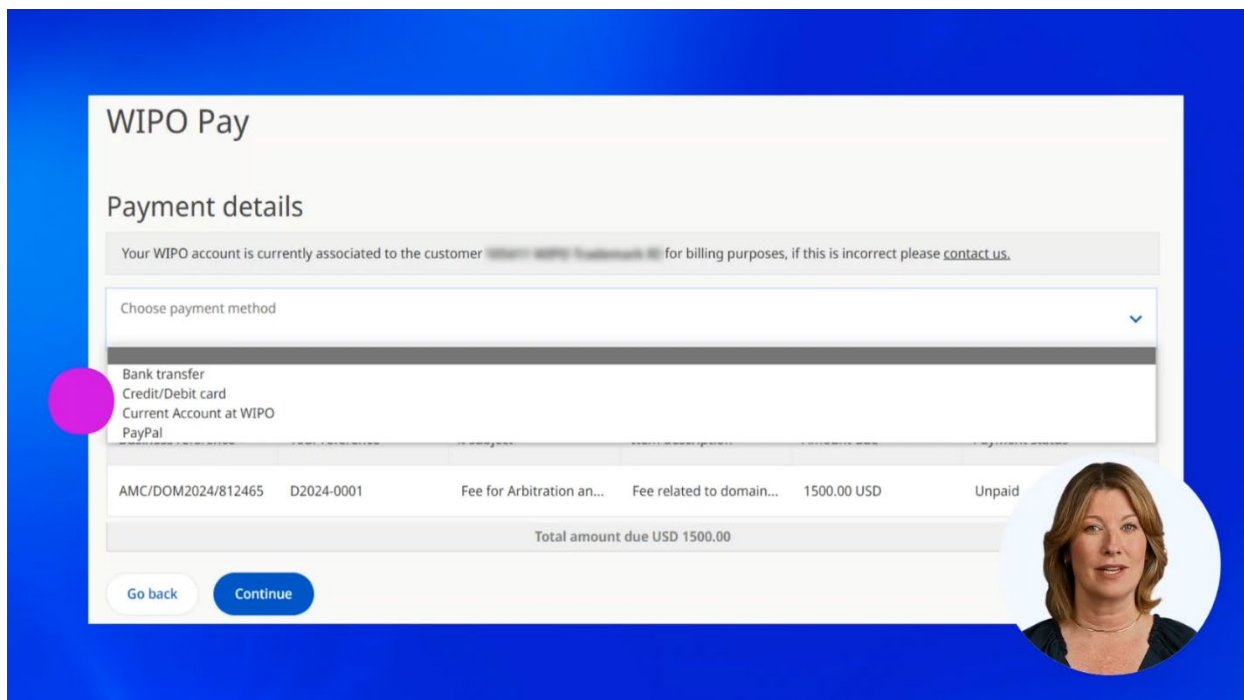 WIPO Pay
Payment details
Your WIPO account is currently associated to the customer for billing purposes, if this is incorrect please contact us.
Choose payment method
Bank transfer
Credit/Debit card
Current Account at WIPO
PayPal
AMC/DOM2024/812465 D2024-0001 Fee for Arbitration an... Fee related to domain... 1500.00 USD Unpaid
Total amount due USD 1500.00
Go back Continue